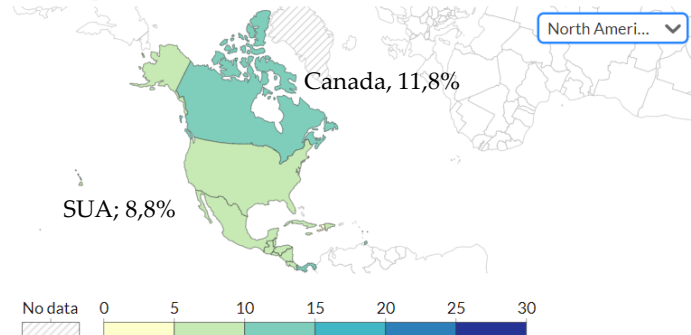 North Ameri...
Canada, 11,8%
SUA; 8,8%
No data 0 5 10 15 20 25 30